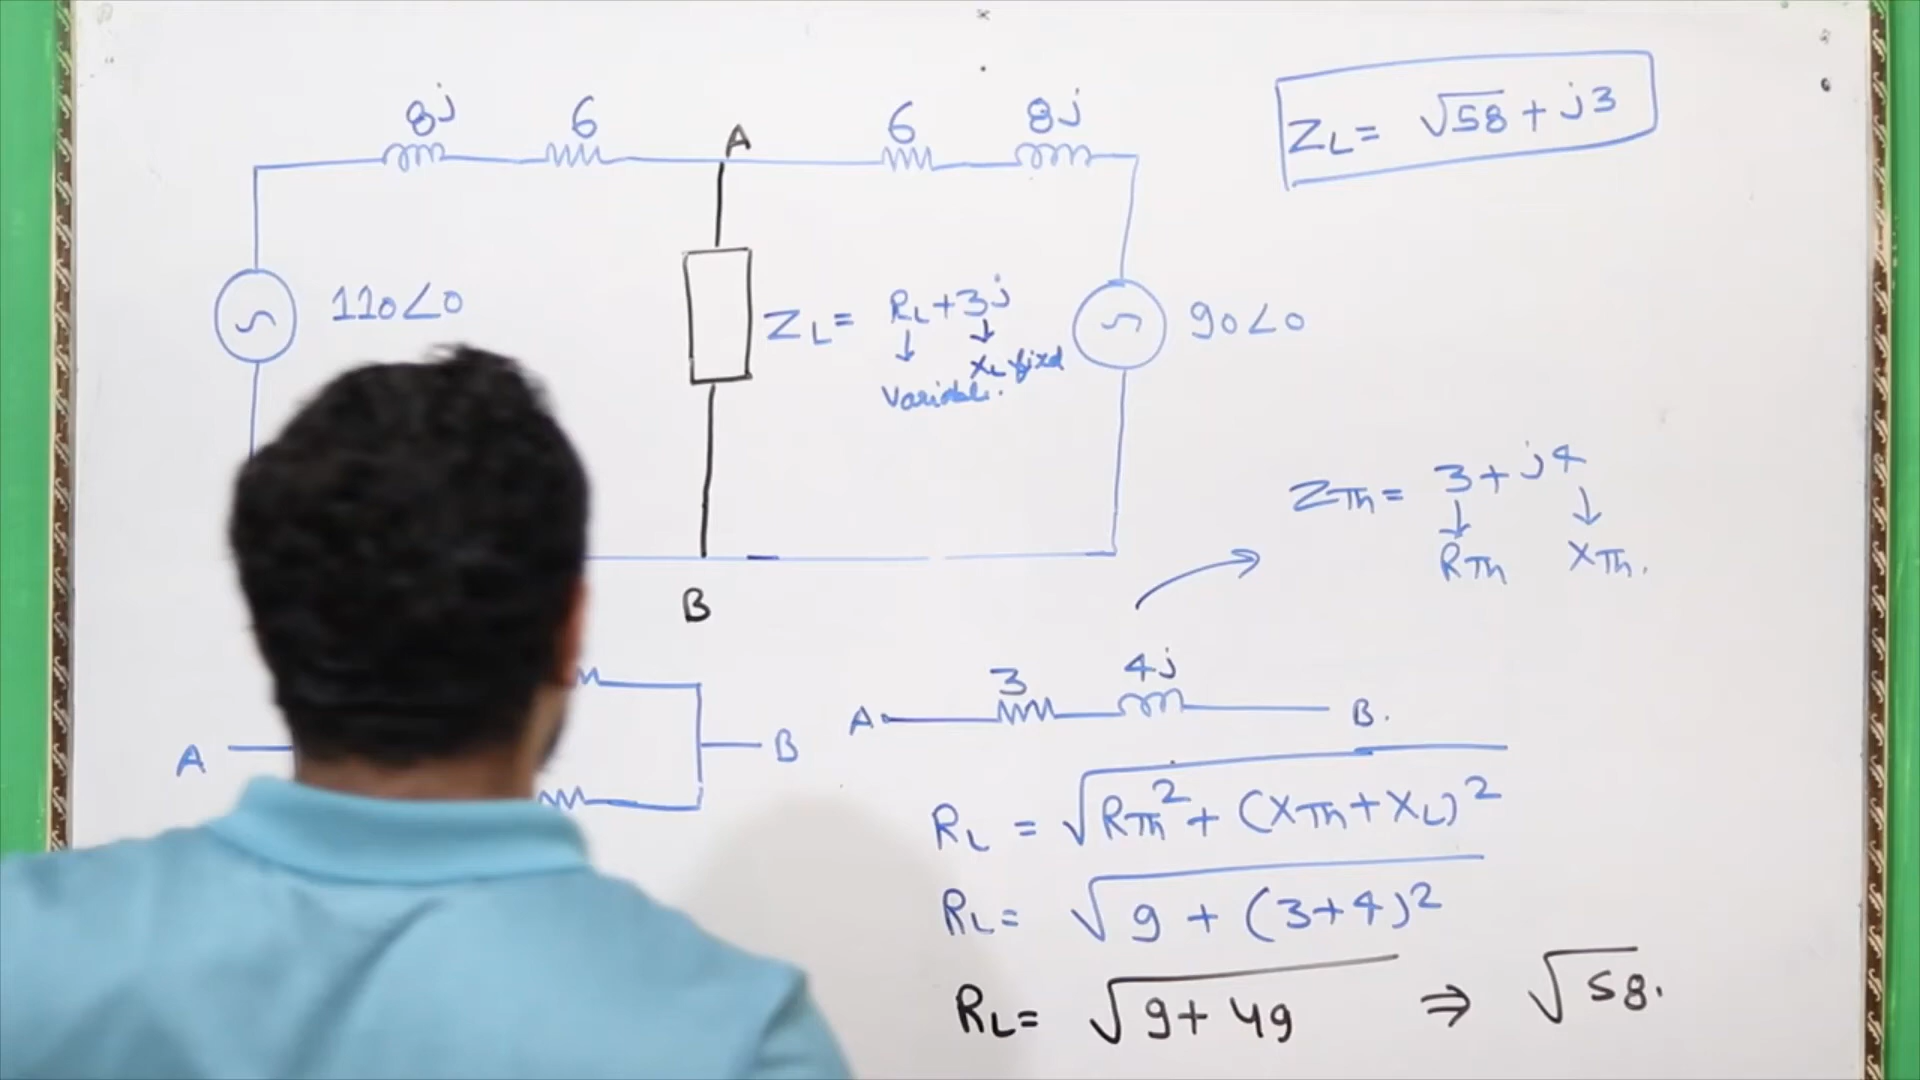 8j 6 A 6 8j
ZL = √58 + j3
110∠0
ZL = RL + 3j
↓ ↓
XL fixed
Variable.
90∠0
ZTh = 3 + j4
↓ ↓
RTh XTh.
B
A B
3 4j
A B.
RL = √RTh² + (XTh + XL)²
RL = √9 + (3+4)²
RL = √9 + 49 ⇒ √58.